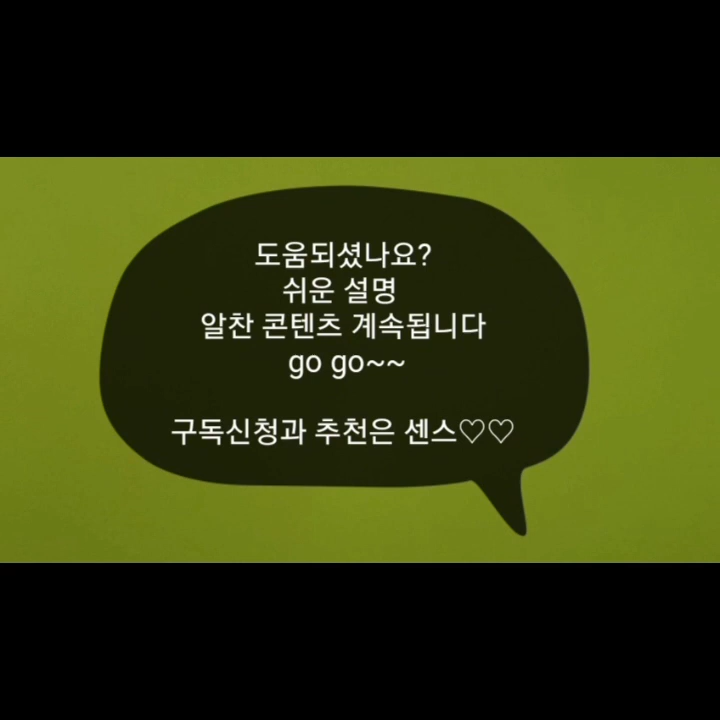 도움되셨나요?
쉬운 설명
알찬 콘텐츠 계속됩니다
go go~~
구독신청과 추천은 센스♡♡